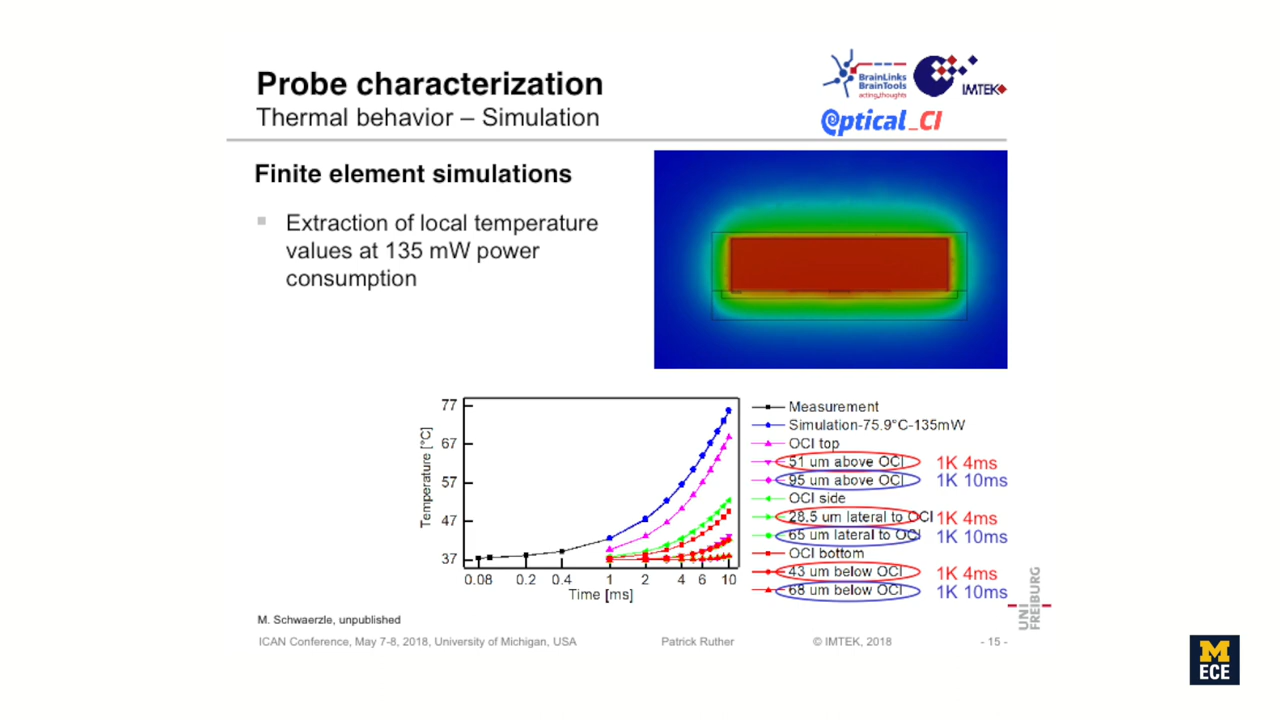 Probe characterization
Thermal behavior – Simulation
BrainLinks
BrainTools
acting_thoughts
IMTEK
Optical_CI
Finite element simulations
Extraction of local temperature
values at 135 mW power
consumption
77
67
57
47
37
Temperature [°C]
0.08 0.2 0.4 1 2 4 6 10
Time [ms]
Measurement
Simulation-75.9°C-135mW
OCI top
51 um above OCI 1K 4ms
95 um above OCI 1K 10ms
OCI side
28.5 um lateral to OCI 1K 4ms
65 um lateral to OCI 1K 10ms
OCI bottom
43 um below OCI 1K 4ms
68 um below OCI 1K 10ms
UNI
FREIBURG
M. Schwaerzle, unpublished
ICAN Conference, May 7-8, 2018, University of Michigan, USA Patrick Ruther © IMTEK, 2018 - 15 -
M
ECE